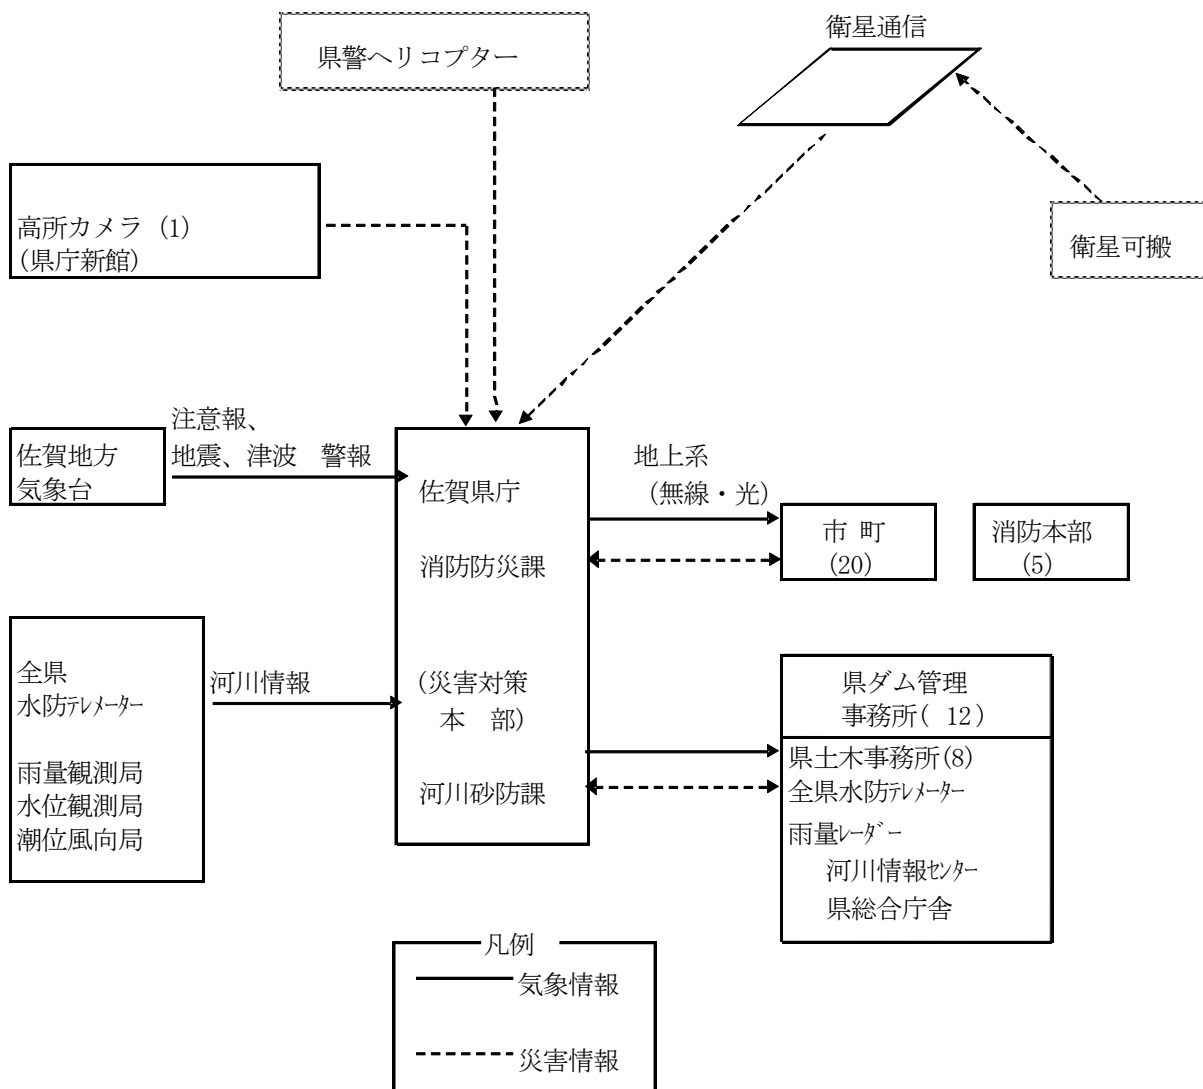 県警ヘリコプター
衛星通信
高所カメラ (1)
(県庁新館)
衛星可搬
注意報、
地震、津波　警報
佐賀地方
気象台
佐賀県庁
消防防災課
(災害対策
本　部)
河川砂防課
地上系
(無線・光)
市 町
(20)
消防本部
(5)
全県
水防ﾃﾚﾒｰﾀｰ
雨量観測局
水位観測局
潮位風向局
河川情報
県ダム管理
事務所( 12)
県土木事務所(8)
全県水防ﾃﾚﾒｰﾀｰ
雨量ﾚｰﾀﾞｰ
河川情報ｾﾝﾀｰ
県総合庁舎
凡例
気象情報
災害情報